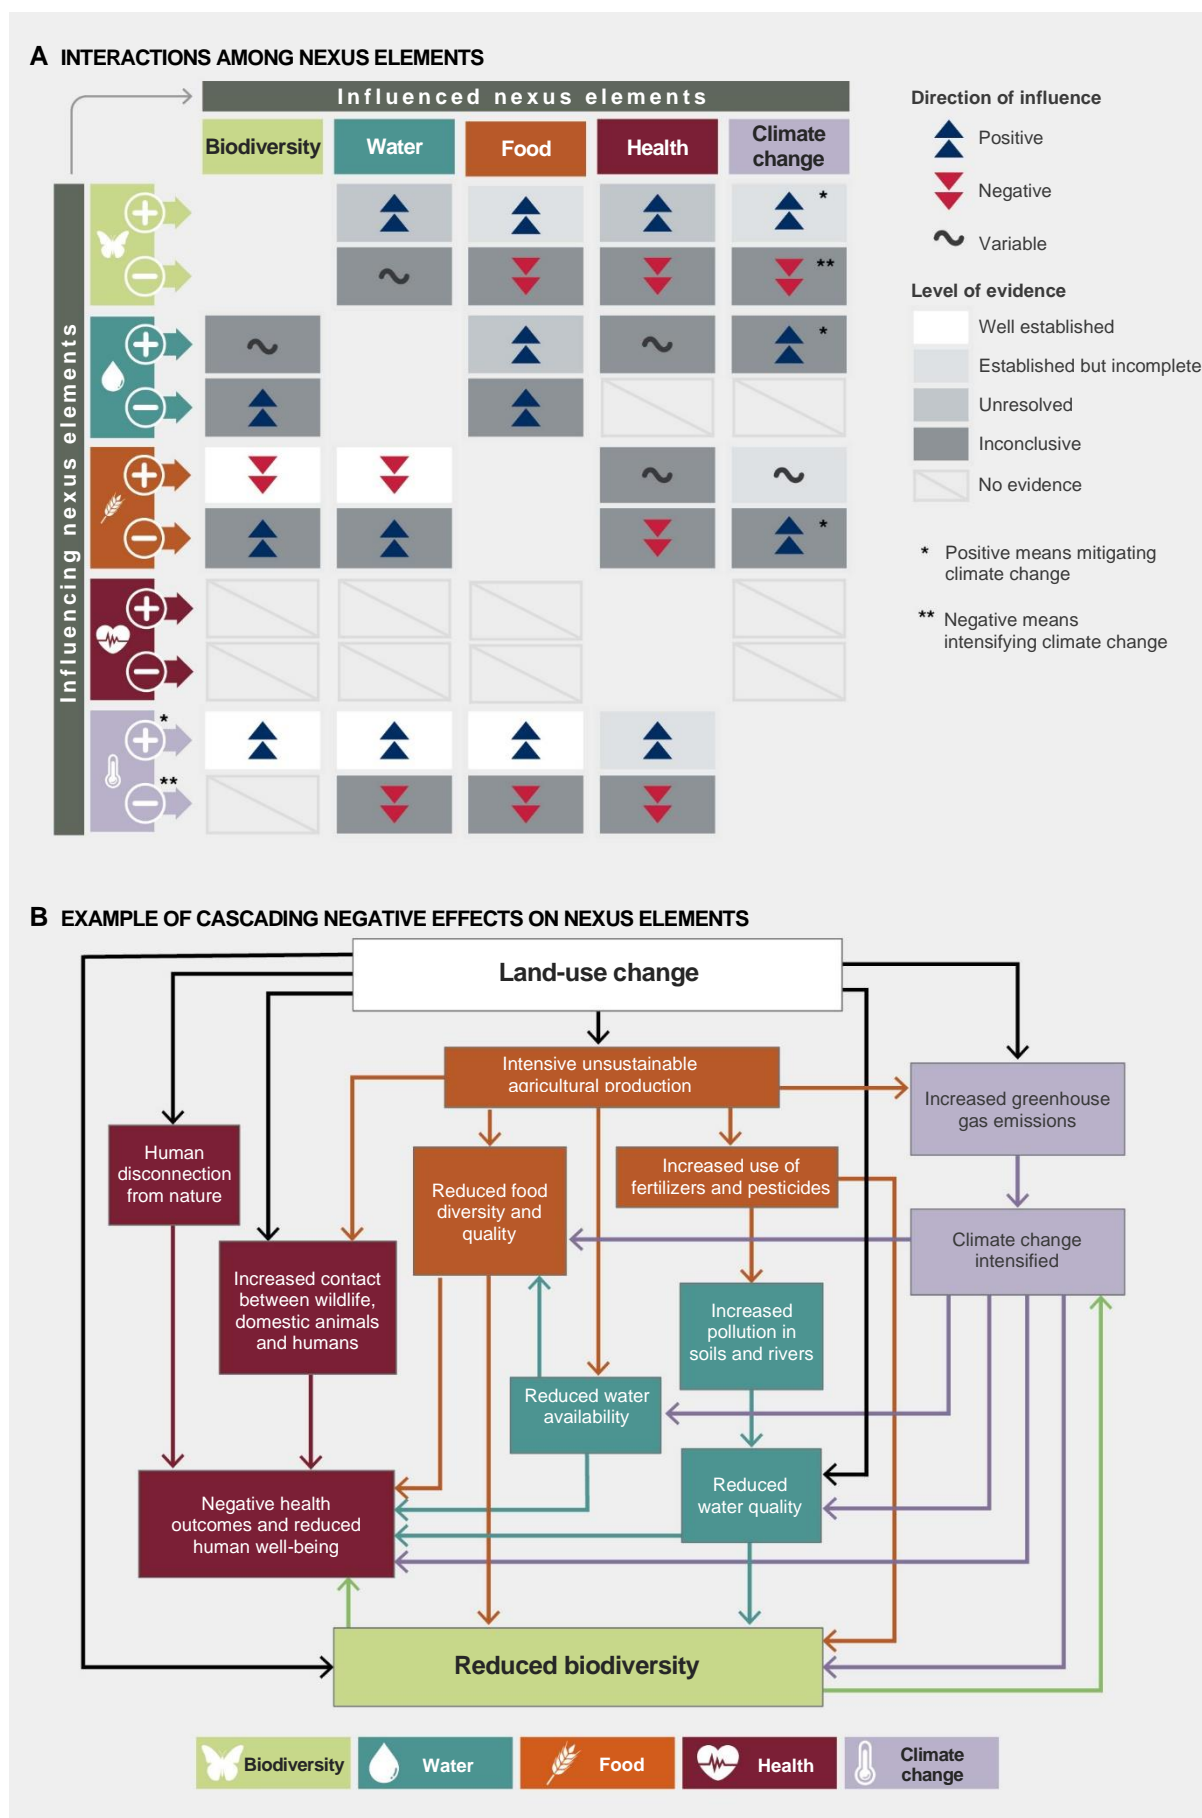 A INTERACTIONS AMONG NEXUS ELEMENTS
Influenced nexus elements
Biodiversity
Water
Food
Health
Climate
change
Influencing nexus elements
*
**
*
*
*
**
Direction of influence
Positive
Negative
Variable
Level of evidence
Well established
Established but incomplete
Unresolved
Inconclusive
No evidence
* Positive means mitigating
climate change
** Negative means
intensifying climate change
B EXAMPLE OF CASCADING NEGATIVE EFFECTS ON NEXUS ELEMENTS
Land-use change
Intensive unsustainable
agricultural production
Increased greenhouse
gas emissions
Human
disconnection
from nature
Reduced food
diversity and
quality
Increased use of
fertilizers and pesticides
Climate change
intensified
Increased contact
between wildlife,
domestic animals
and humans
Increased
pollution in
soils and rivers
Reduced water
availability
Reduced
water quality
Negative health
outcomes and reduced
human well-being
Reduced biodiversity
Biodiversity
Water
Food
Health
Climate
change